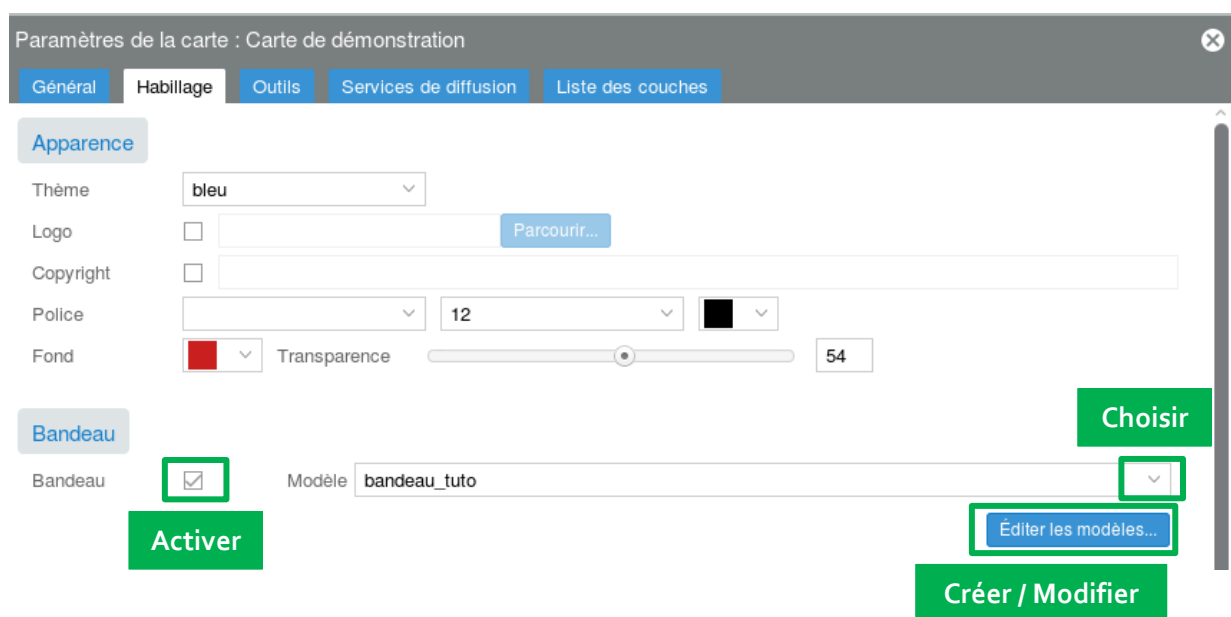 Paramètres de la carte : Carte de démonstration
Général Habillage Outils Services de diffusion Liste des couches
Apparence
Thème bleu
Logo Parcourir...
Copyright
Police 12
Fond Transparence 54
Choisir
Bandeau
Bandeau Modèle bandeau_tuto
Éditer les modèles...
Activer
Créer / Modifier